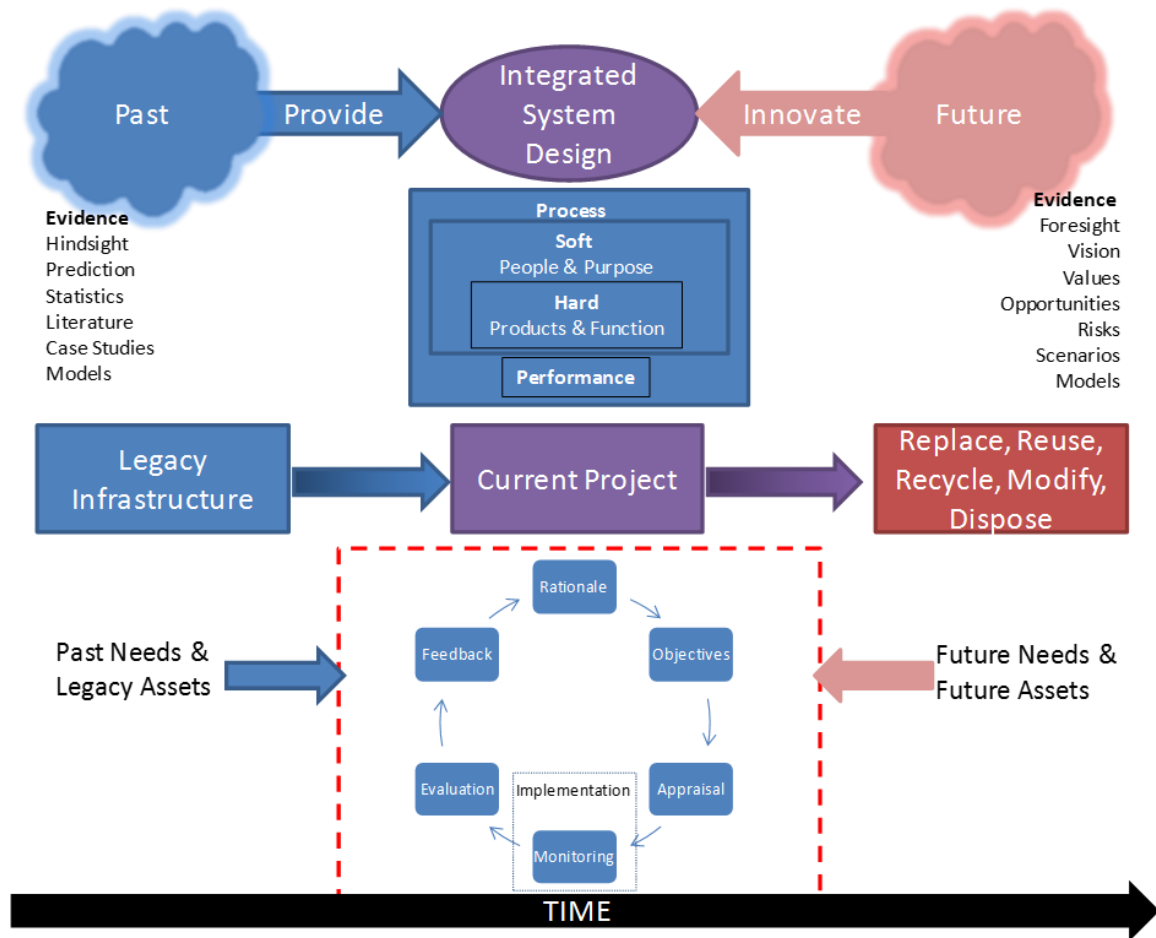 Past
Provide
Integrated
System
Design
Innovate
Future
Evidence
Hindsight
Prediction
Statistics
Literature
Case Studies
Models
Process
Soft
People & Purpose
Hard
Products & Function
Performance
Evidence
Foresight
Vision
Values
Opportunities
Risks
Scenarios
Models
Legacy
Infrastructure
Current Project
Replace, Reuse,
Recycle, Modify,
Dispose
Past Needs &
Legacy Assets
Rationale
Objectives
Appraisal
Implementation
Monitoring
Evaluation
Feedback
Future Needs &
Future Assets
TIME